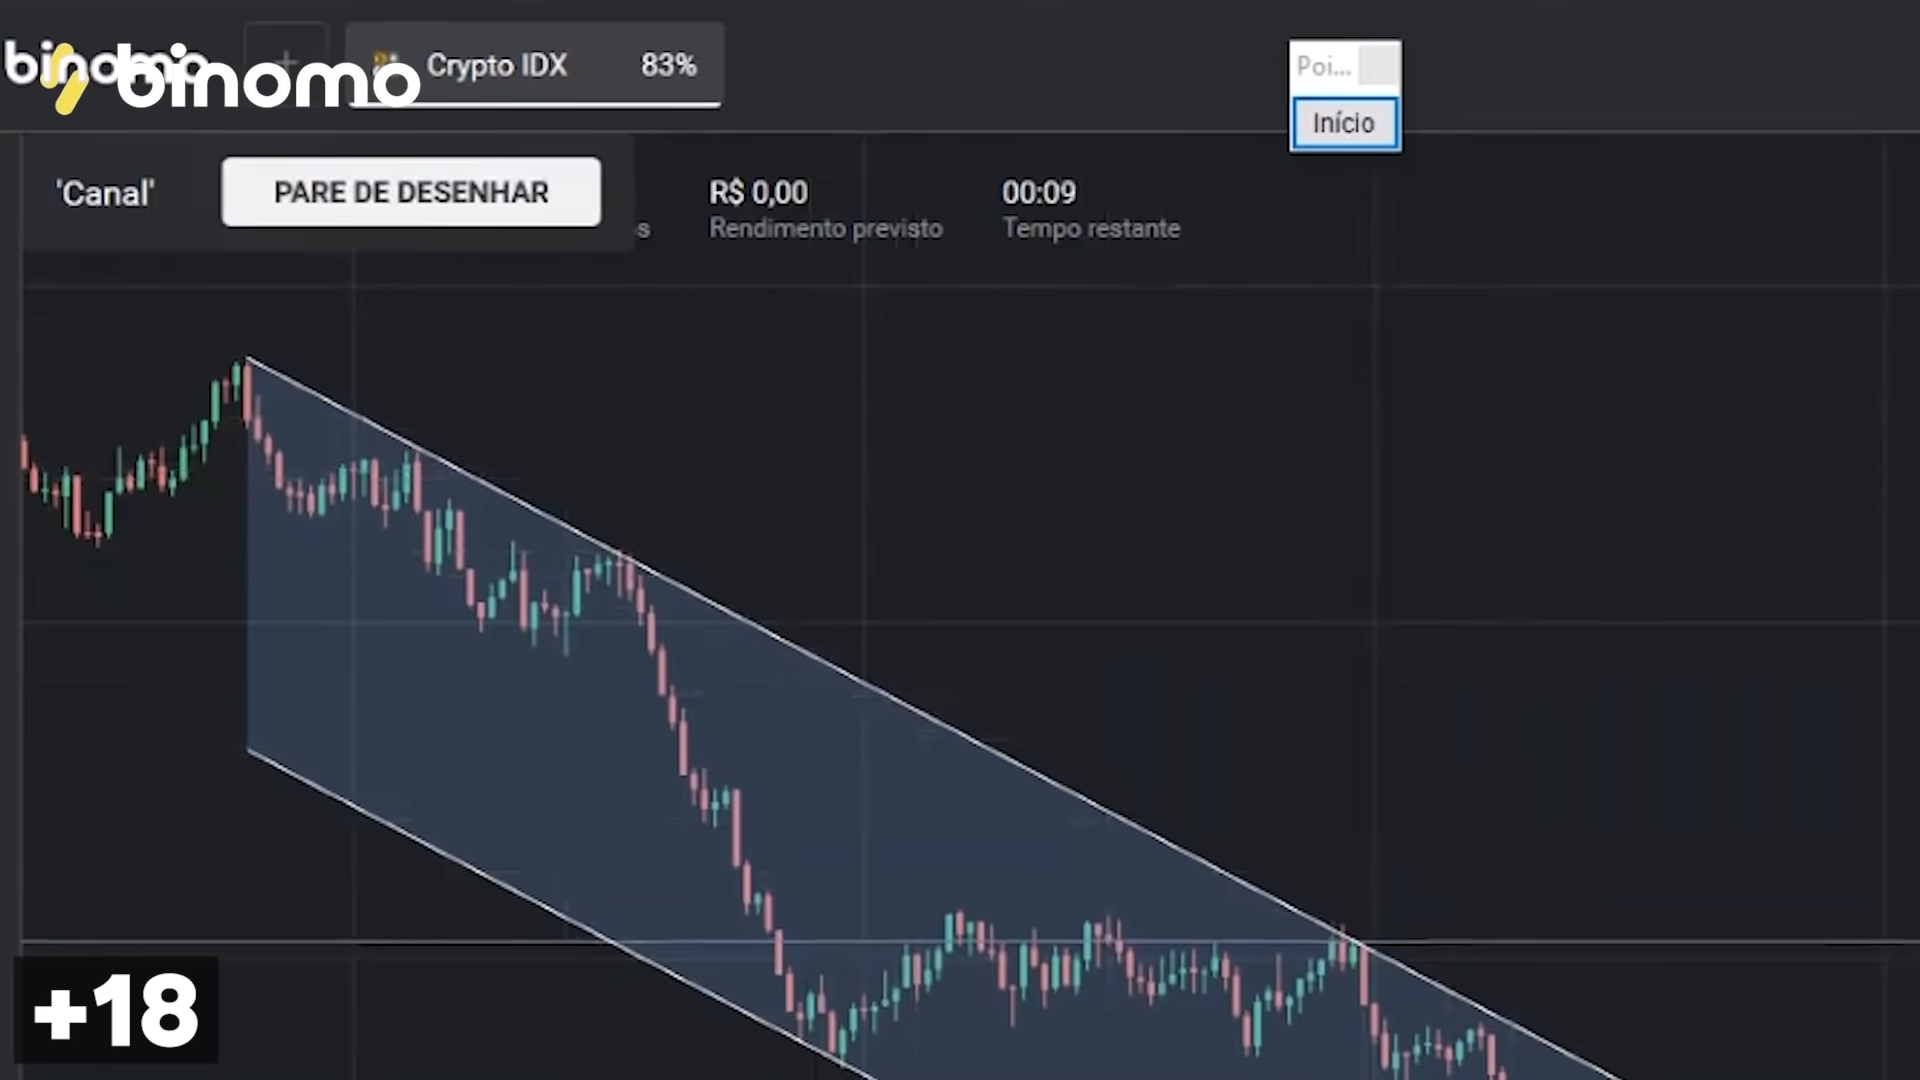 binomo
binomo
Crypto IDX 83%
Poi...
Início
'Canal' PARE DE DESENHAR
R$ 0,00 00:09
s Rendimento previsto Tempo restante
+18